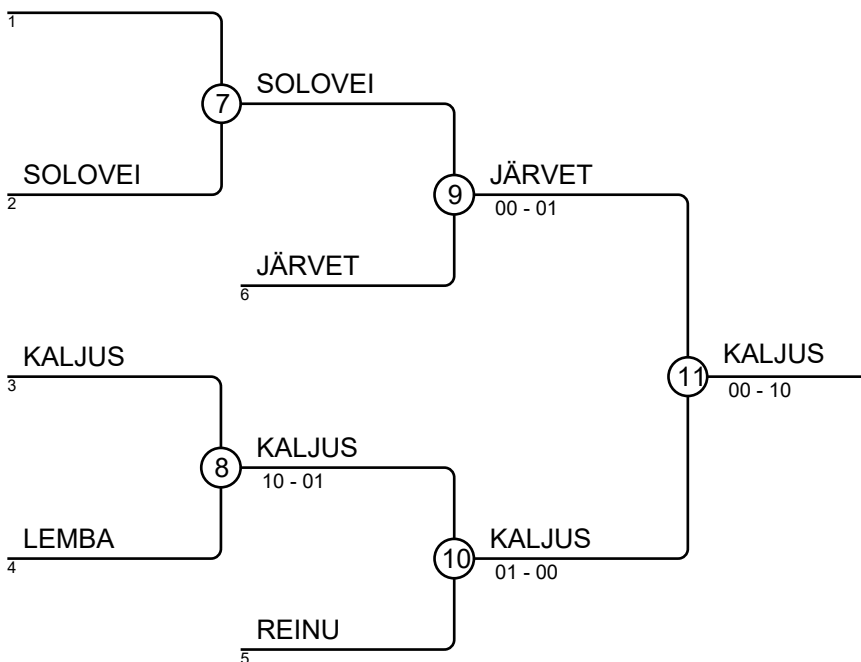 1
7
SOLOVEI
SOLOVEI
2
9
JÄRVET
00 - 01
JÄRVET
6
KALJUS
3
11
KALJUS
00 - 10
8
KALJUS
10 - 01
LEMBA
4
10
KALJUS
01 - 00
REINU
5